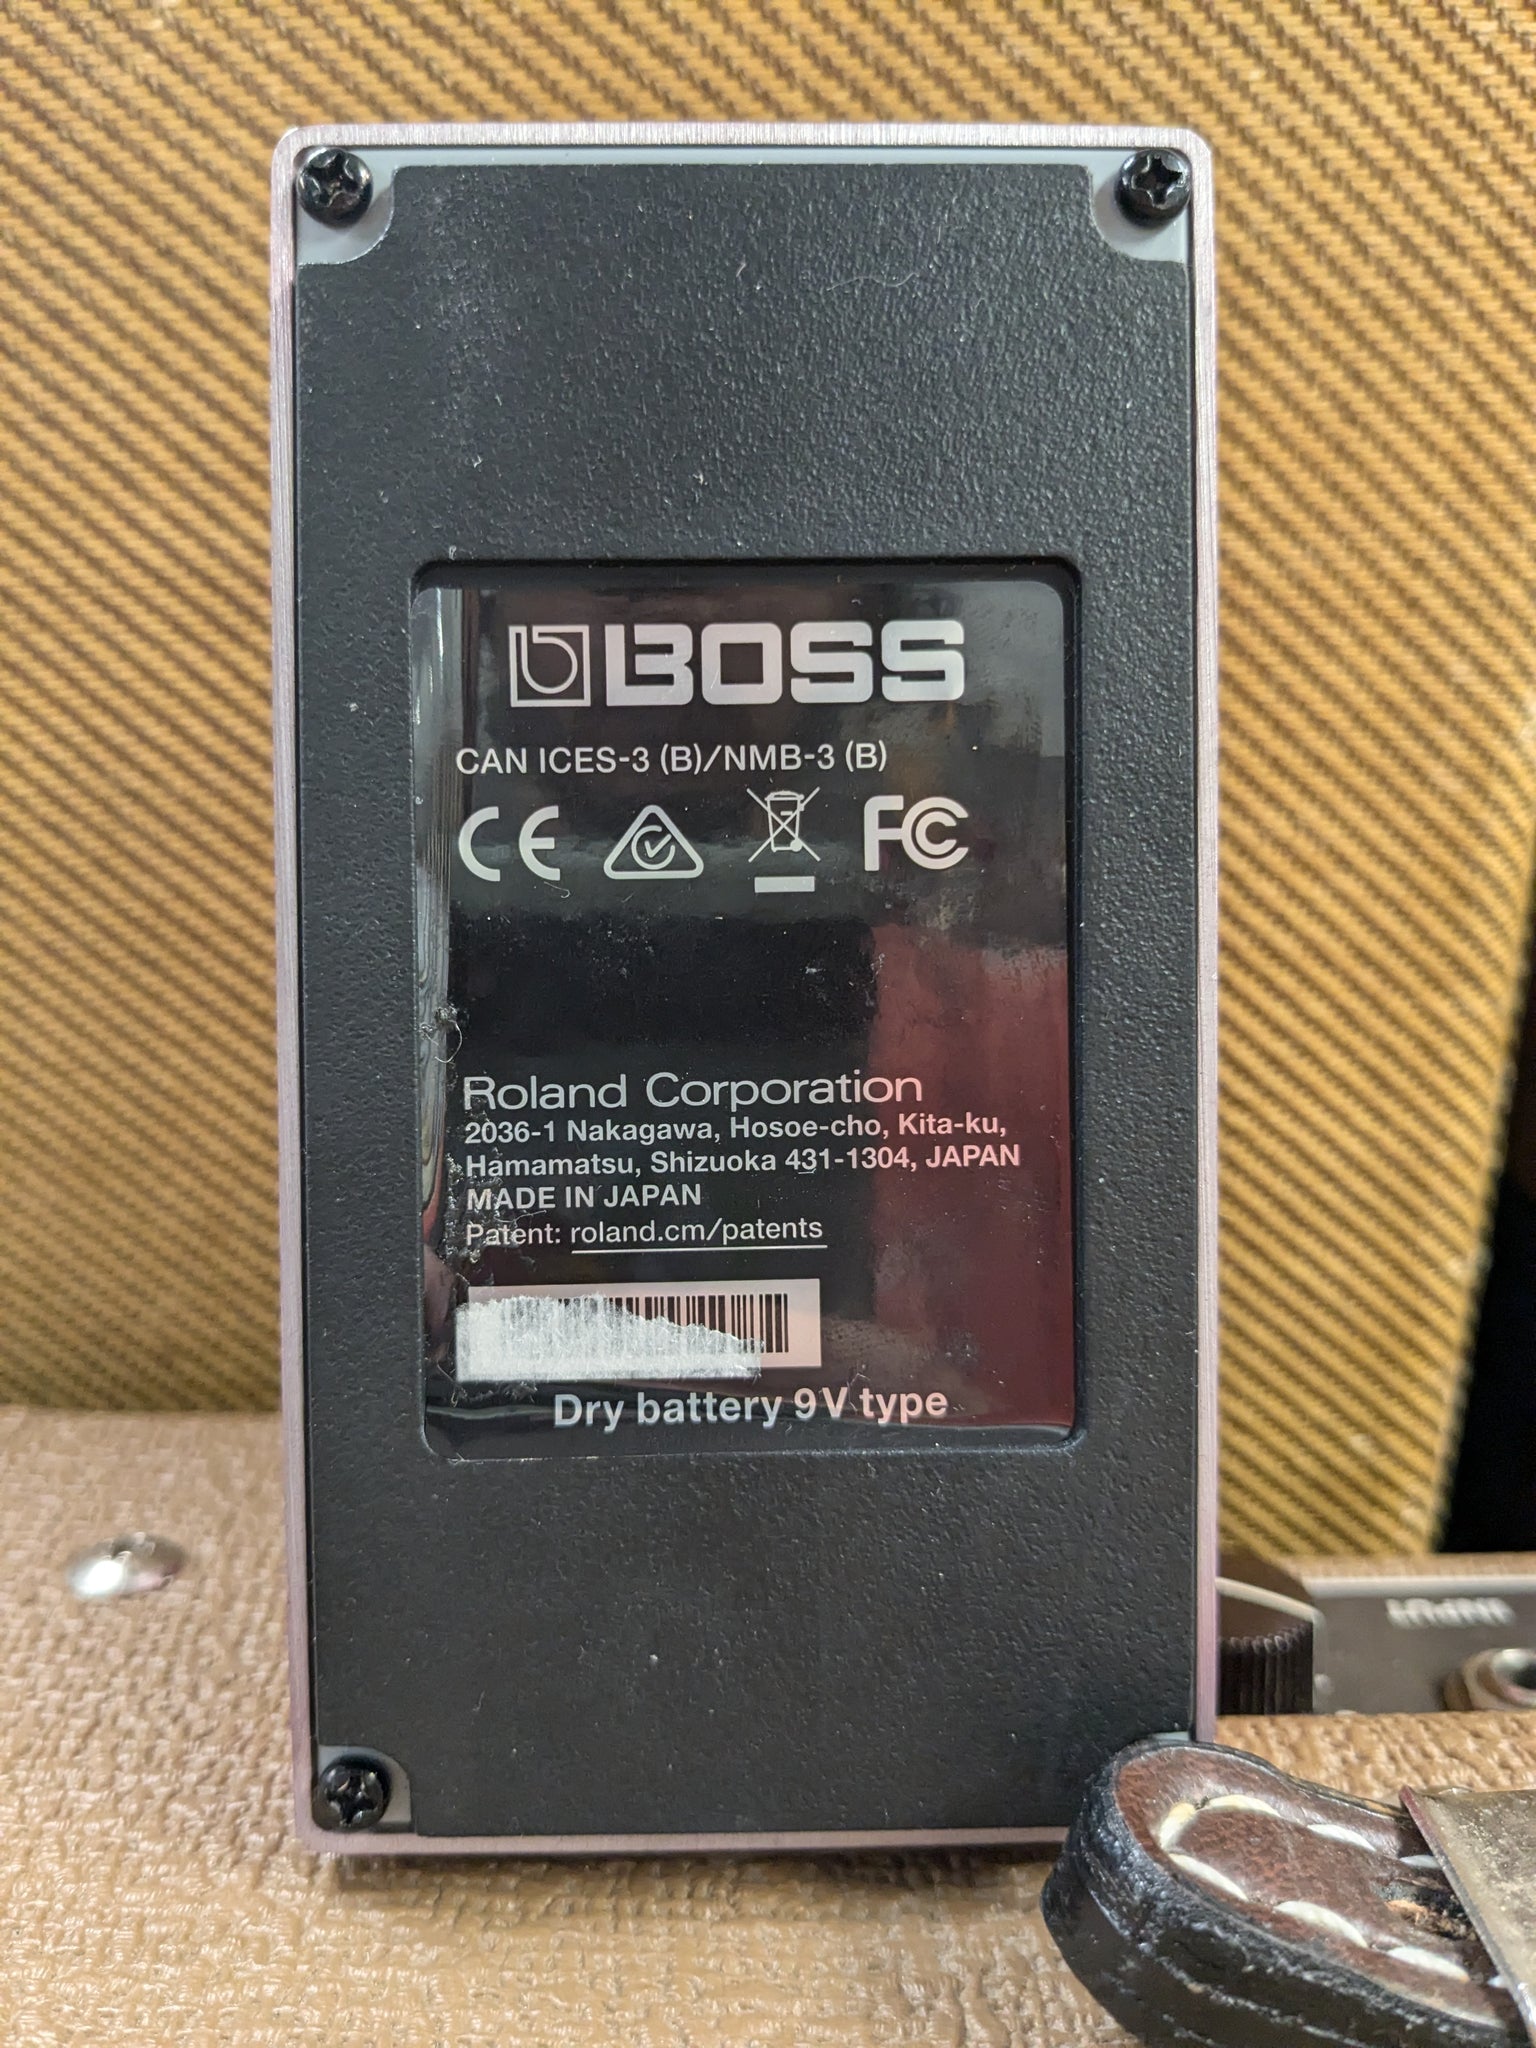 BOSS
CAN ICES-3 (B)/NMB-3 (B)
CE FC
Roland Corporation
2036-1 Nakagawa, Hosoe-cho, Kita-ku,
Hamamatsu, Shizuoka 431-1304, JAPAN
MADE IN JAPAN
Patent: roland.cm/patents
Dry battery 9V type
INPUT